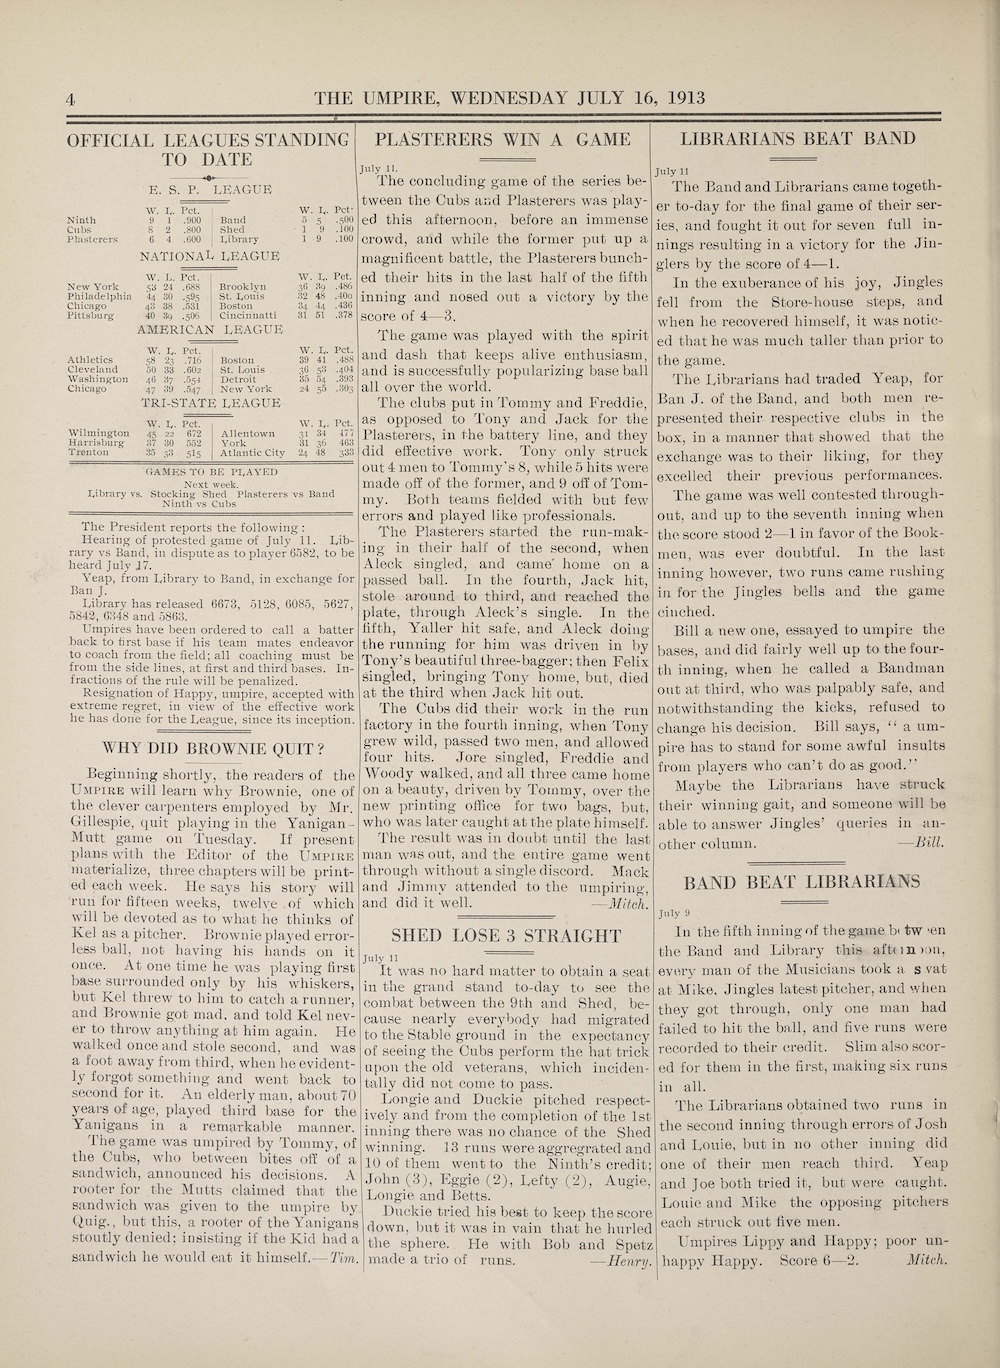 4
THE UMPIRE, WEDNESDAY JULY 16, 1913
OFFICIAL LEAGUES STANDING
TO DATE
E. S. P. LEAGUE
W. L. Pct. W. L. Pct.
Ninth 9 1 .900 Band 5 5 .500
Cubs 8 2 .800 Shed 1 9 .100
Plasterers 6 4 .600 Library 1 9 .100
NATIONAL LEAGUE
W. L. Pct. W. L. Pct.
New York 53 24 .688 Brooklyn 36 39 .486
Philadelphia 44 30 .595 St. Louis 32 48 .400
Chicago 43 38 .531 Boston 34 44 .436
Pittsburg 40 39 .506 Cincinnatti 31 51 .378
AMERICAN LEAGUE
W. L. Pct. W. L. Pct.
Athletics 58 23 .716 Boston 39 41 .488
Cleveland 50 33 .602 St. Louis 36 53 .404
Washington 46 37 .554 Detroit 35 54 .393
Chicago 47 39 .547 New York 24 55 .303
TRI-STATE LEAGUE
W. L. Pct. W. L. Pct.
Wilmington 45 22 672 Allentown 31 34 477
Harrisburg 37 30 552 York 31 36 463
Trenton 35 33 515 Atlantic City 24 48 333
GAMES TO BE PLAYED
Next week.
Library vs. Stocking Shed Plasterers vs Band
Ninth vs Cubs
The President reports the following :
Hearing of protested game of July 11. Lib-
rary vs Band, in dispute as to player 6582, to be
heard July 17.
Yeap, from Library to Band, in exchange for
Ban J.
Library has released 6673, 5128, 6085, 5627,
5842, 6348 and 5863.
Umpires have been ordered to call a batter
back to first base if his team mates endeavor
to coach from the field; all coaching must be
from the side lines, at first and third bases. In-
fractions of the rule will be penalized.
Resignation of Happy, umpire, accepted with
extreme regret, in view of the effective work
he has done for the League, since its inception.
WHY DID BROWNIE QUIT ?
Beginning shortly, the readers of the
UMPIRE will learn why Brownie, one of
the clever carpenters employed by Mr.
Gillespie, quit playing in the Yanigan-
Mutt game on Tuesday. If present
plans with the Editor of the UMPIRE
materialize, three chapters will be print-
ed each week. He says his story will
run for fifteen weeks, twelve of which
will be devoted as to what he thinks of
Kel as a pitcher. Brownie played error-
less ball, not having his hands on it
once. At one time he was playing first
base surrounded only by his whiskers,
but Kel threw to him to catch a runner,
and Brownie got mad, and told Kel nev-
er to throw anything at him again. He
walked once and stole second, and was
a foot away from third, when he evident-
ly forgot something and went back to
second for it. An elderly man, about 70
years of age, played third base for the
Yanigans in a remarkable manner.
The game was umpired by Tommy, of
the Cubs, who between bites off of a
sandwich, announced his decisions. A
rooter for the Mutts claimed that the
sandwich was given to the umpire by
Quig., but this, a rooter of the Yanigans
stoutly denied; insisting if the Kid had a
sandwich he would eat it himself.—Tim.
PLASTERERS WIN A GAME
July 11.
The concluding game of the series be-
tween the Cubs and Plasterers was play-
ed this afternoon, before an immense
crowd, and while the former put up a
magnificent battle, the Plasterers bunch-
ed their hits in the last half of the fifth
inning and nosed out a victory by the
score of 4—3.
The game was played with the spirit
and dash that keeps alive enthusiasm,
and is successfully popularizing base ball
all over the world.
The clubs put in Tommy and Freddie,
as opposed to Tony and Jack for the
Plasterers, in the battery line, and they
did effective work. Tony only struck
out 4 men to Tommy's 8, while 5 hits were
made off of the former, and 9 off of Tom-
my. Both teams fielded with but few
errors and played like professionals.
The Plasterers started the run-mak-
ing in their half of the second, when
Aleck singled, and came home on a
passed ball. In the fourth, Jack hit,
stole around to third, and reached the
plate, through Aleck's single. In the
fifth, Yaller hit safe, and Aleck doing
the running for him was driven in by
Tony's beautiful three-bagger; then Felix
singled, bringing Tony home, but, died
at the third when Jack hit out.
The Cubs did their work in the run
factory in the fourth inning, when Tony
grew wild, passed two men, and allowed
four hits. Jore singled, Freddie and
Woody walked, and all three came home
on a beauty, driven by Tommy, over the
new printing office for two bags, but,
who was later caught at the plate himself.
The result was in doubt until the last
man was out, and the entire game went
through without a single discord. Mack
and Jimmy attended to the umpiring,
and did it well. —Mitch.
SHED LOSE 3 STRAIGHT
July 11
It was no hard matter to obtain a seat
in the grand stand to-day to see the
combat between the 9th and Shed, be-
cause nearly everybody had migrated
to the Stable ground in the expectancy
of seeing the Cubs perform the hat trick
upon the old veterans, which inciden-
tally did not come to pass.
Longie and Duckie pitched respect-
ively and from the completion of the 1st
inning there was no chance of the Shed
winning. 13 runs were aggregrated and
10 of them went to the Ninth's credit;
John (3), Eggie (2), Lefty (2), Augie,
Longie and Betts.
Duckie tried his best to keep the score
down, but it was in vain that he hurled
the sphere. He with Bob and Spetz
made a trio of runs. —Henry.
LIBRARIANS BEAT BAND
July 11
The Band and Librarians came togeth-
er to-day for the final game of their ser-
ies, and fought it out for seven full in-
nings resulting in a victory for the Jin-
glers by the score of 4—1.
In the exuberance of his joy, Jingles
fell from the Store-house steps, and
when he recovered himself, it was notic-
ed that he was much taller than prior to
the game.
The Librarians had traded Yeap, for
Ban J. of the Band, and both men re-
presented their respective clubs in the
box, in a manner that showed that the
exchange was to their liking, for they
excelled their previous performances.
The game was well contested through-
out, and up to the seventh inning when
the score stood 2—1 in favor of the Book-
men, was ever doubtful. In the last
inning however, two runs came rushing
in for the Jingles bells and the game
cinched.
Bill a new one, essayed to umpire the
bases, and did fairly well up to the four-
th inning, when he called a Bandman
out at third, who was palpably safe, and
notwithstanding the kicks, refused to
change his decision. Bill says, “ a um-
pire has to stand for some awful insults
from players who can't do as good.”
Maybe the Librarians have struck
their winning gait, and someone will be
able to answer Jingles' queries in an-
other column. —Bill.
BAND BEAT LIBRARIANS
July 9
In the fifth inning of the game betw en
the Band and Library this afternoon,
every man of the Musicians took a s vat
at Mike, Jingles latest pitcher, and when
they got through, only one man had
failed to hit the ball, and five runs were
recorded to their credit. Slim also scor-
ed for them in the first, making six runs
in all.
The Librarians obtained two runs in
the second inning through errors of Josh
and Louie, but in no other inning did
one of their men reach third. Yeap
and Joe both tried it, but were caught.
Louie and Mike the opposing pitchers
each struck out five men.
Umpires Lippy and Happy; poor un-
happy Happy. Score 6—2. Mitch.